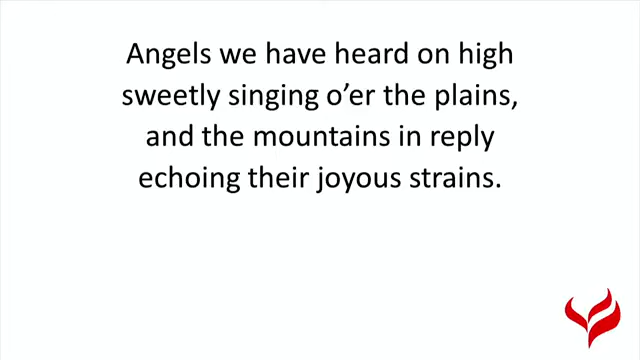 Angels we have heard on high
sweetly singing o’er the plains,
and the mountains in reply
echoing their joyous strains.